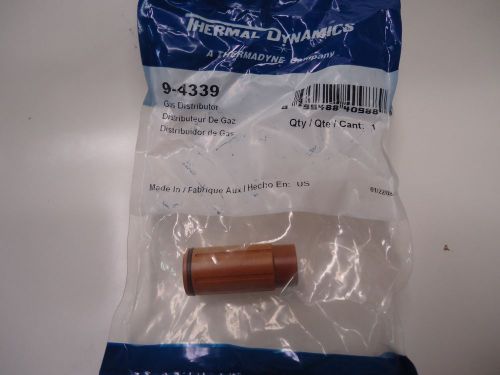 THERMAL DYNAMICS
A THERMADYNE Company
9-4339
Gas Distributor
Distributeur De Gaz
Distribuidor de Gas
Qty / Qte / Cant: 1
Made In / Fabrique Aux / Hecho En: US